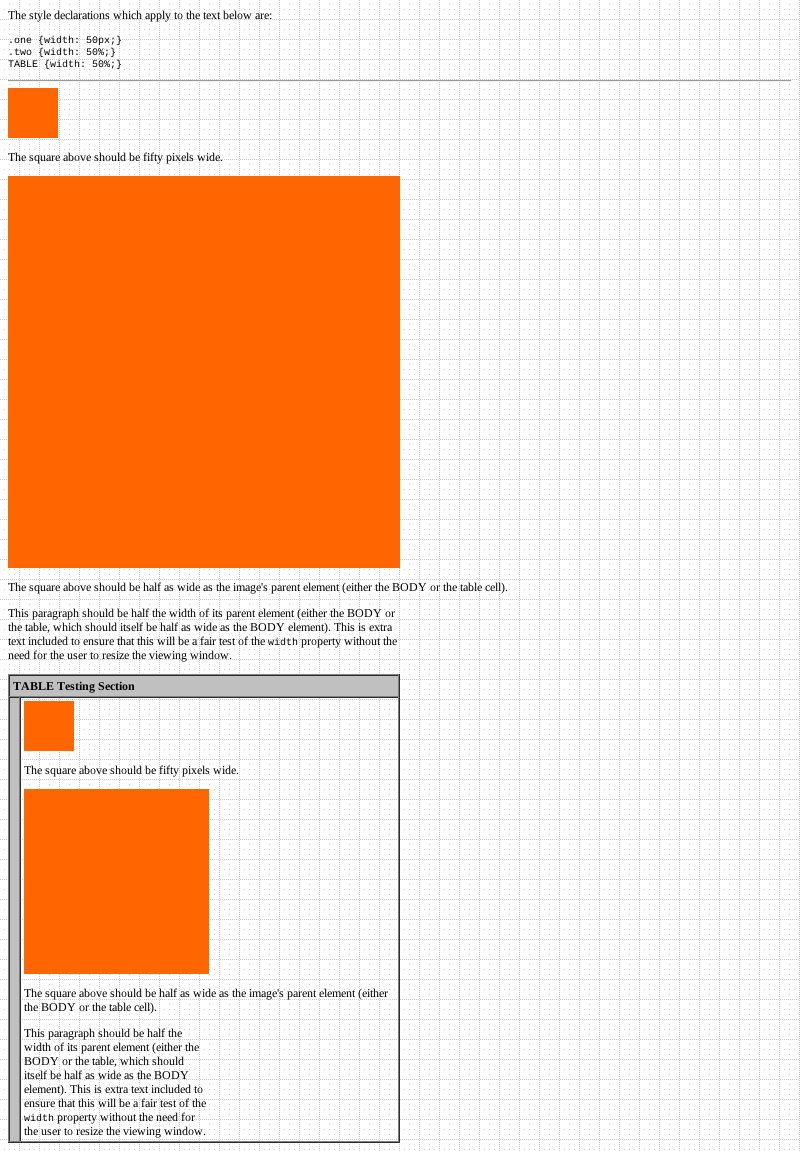 The style declarations which apply to the text below are:
.one {width: 50px;}
.two {width: 50%;}
TABLE {width: 50%;}
The square above should be fifty pixels wide.
The square above should be half as wide as the image's parent element (either the BODY or the table cell).
This paragraph should be half the width of its parent element (either the BODY or
the table, which should itself be half as wide as the BODY element). This is extra
text included to ensure that this will be a fair test of the width property without the
need for the user to resize the viewing window.
TABLE Testing Section
The square above should be fifty pixels wide.
The square above should be half as wide as the image's parent element (either
the BODY or the table cell).
This paragraph should be half the
width of its parent element (either the
BODY or the table, which should
itself be half as wide as the BODY
element). This is extra text included to
ensure that this will be a fair test of the
width property without the need for
the user to resize the viewing window.